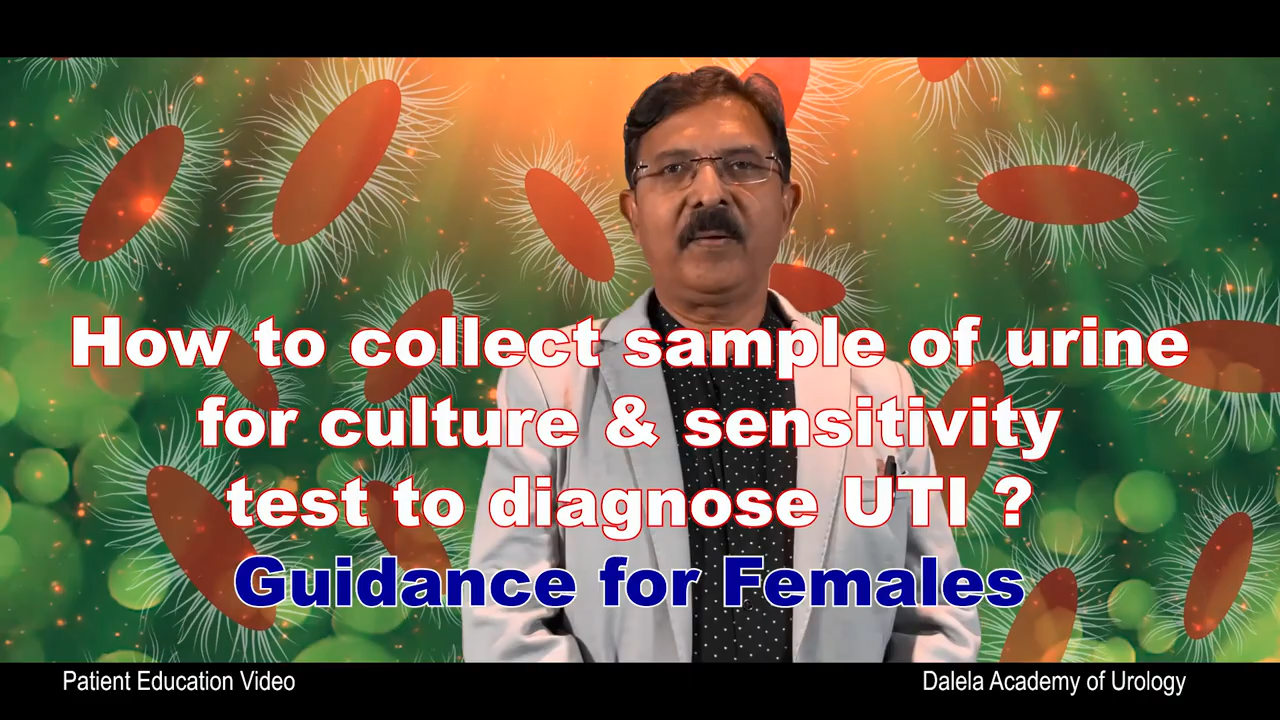 How to collect sample of urine
for culture & sensitivity
test to diagnose UTI ?
Guidance for Females
Patient Education Video
Dalela Academy of Urology